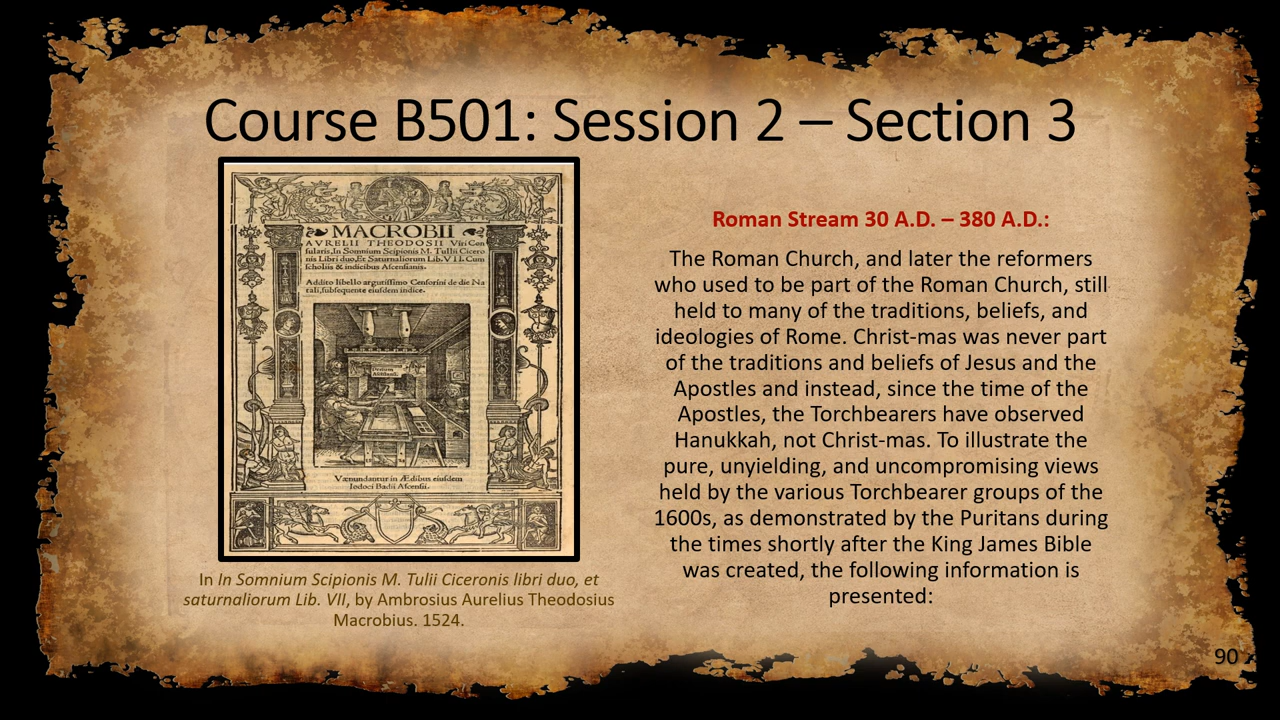 Course B501: Session 2 – Section 3
MACROBII
AVRELII THEODOSII Viri Con
sularis, In Somnium Scipionis M. Tullii Cicero
nis Libri duo, Et Saturnaliorum Lib. VII. Cum
scholiis & indicibus Ascensianis.
Addito libello argutissimo Censorini de die Na
tali, subsequente eiusdem indice.
Vænundantur in Ædibus eiusdem
Iodoci Badii Ascensii.
In In Somnium Scipionis M. Tulii Ciceronis libri duo, et
saturnaliorum Lib. VII, by Ambrosius Aurelius Theodosius
Macrobius. 1524.
Roman Stream 30 A.D. – 380 A.D.:
The Roman Church, and later the reformers
who used to be part of the Roman Church, still
held to many of the traditions, beliefs, and
ideologies of Rome. Christ-mas was never part
of the traditions and beliefs of Jesus and the
Apostles and instead, since the time of the
Apostles, the Torchbearers have observed
Hanukkah, not Christ-mas. To illustrate the
pure, unyielding, and uncompromising views
held by the various Torchbearer groups of the
1600s, as demonstrated by the Puritans during
the times shortly after the King James Bible
was created, the following information is
presented:
90